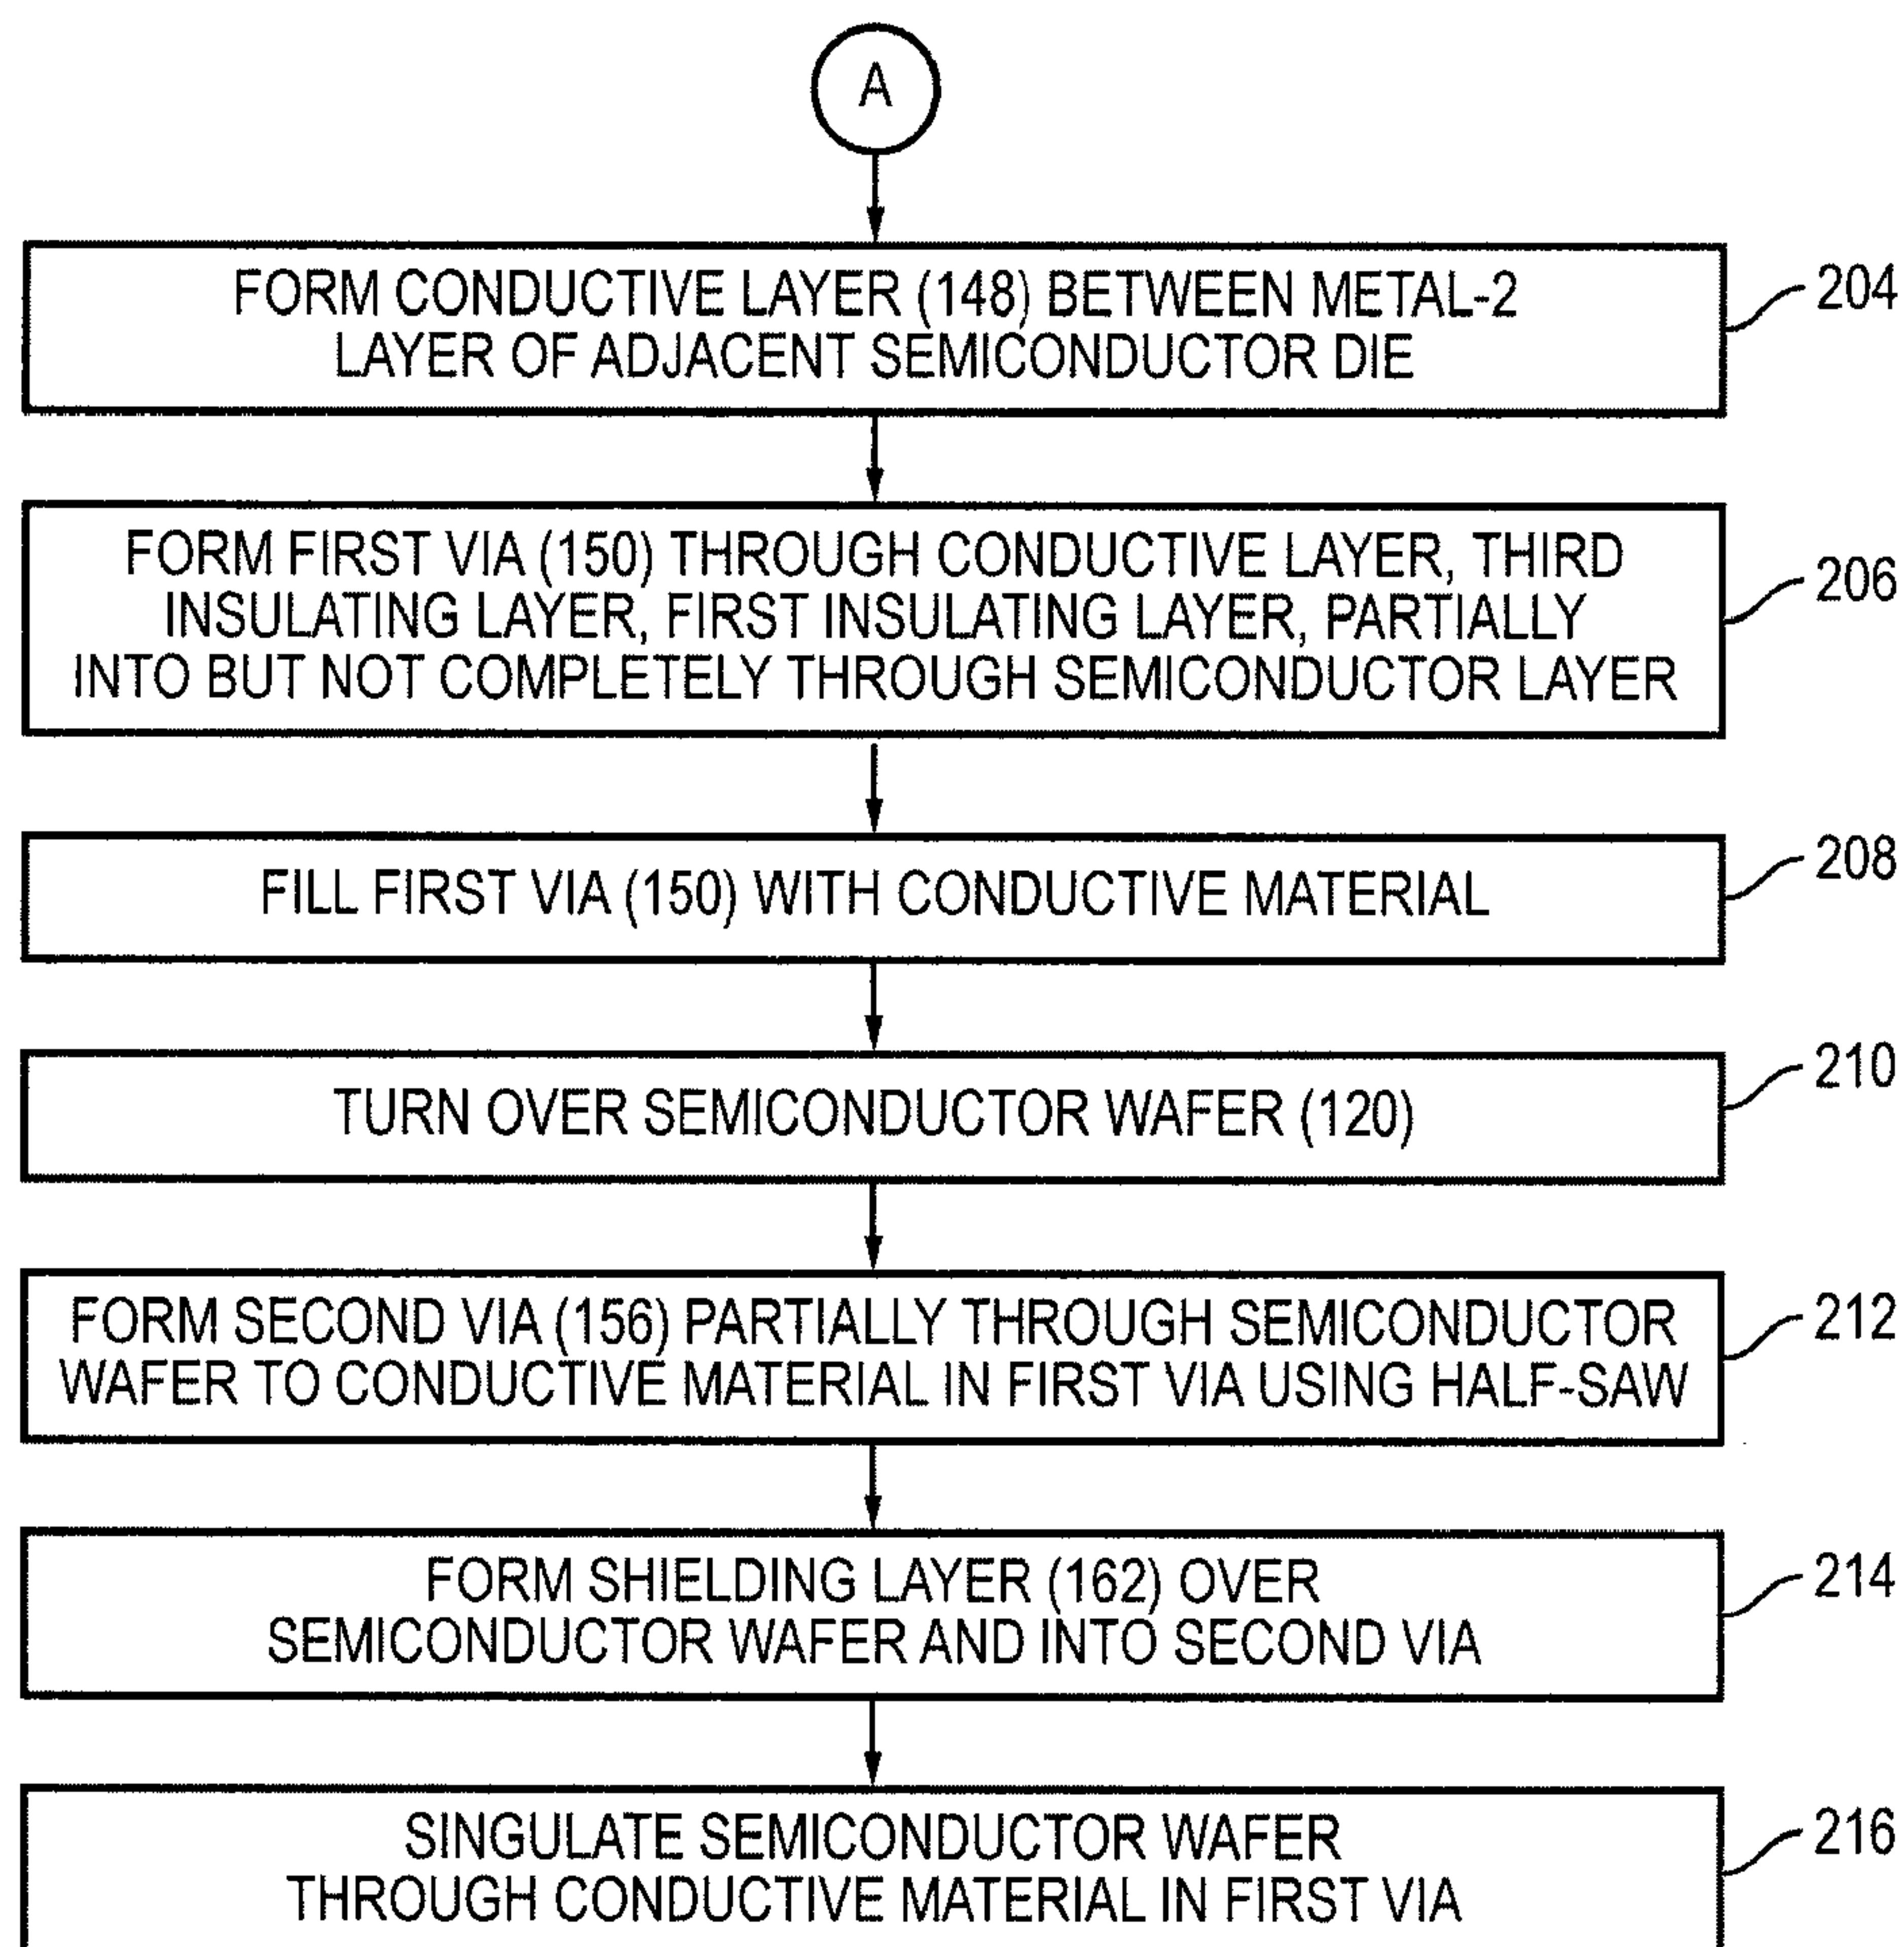 A
FORM CONDUCTIVE LAYER (148) BETWEEN METAL-2
LAYER OF ADJACENT SEMICONDUCTOR DIE
204
FORM FIRST VIA (150) THROUGH CONDUCTIVE LAYER, THIRD
INSULATING LAYER, FIRST INSULATING LAYER, PARTIALLY
INTO BUT NOT COMPLETELY THROUGH SEMICONDUCTOR LAYER
206
FILL FIRST VIA (150) WITH CONDUCTIVE MATERIAL
208
TURN OVER SEMICONDUCTOR WAFER (120)
210
FORM SECOND VIA (156) PARTIALLY THROUGH SEMICONDUCTOR
WAFER TO CONDUCTIVE MATERIAL IN FIRST VIA USING HALF-SAW
212
FORM SHIELDING LAYER (162) OVER
SEMICONDUCTOR WAFER AND INTO SECOND VIA
214
SINGULATE SEMICONDUCTOR WAFER
THROUGH CONDUCTIVE MATERIAL IN FIRST VIA
216